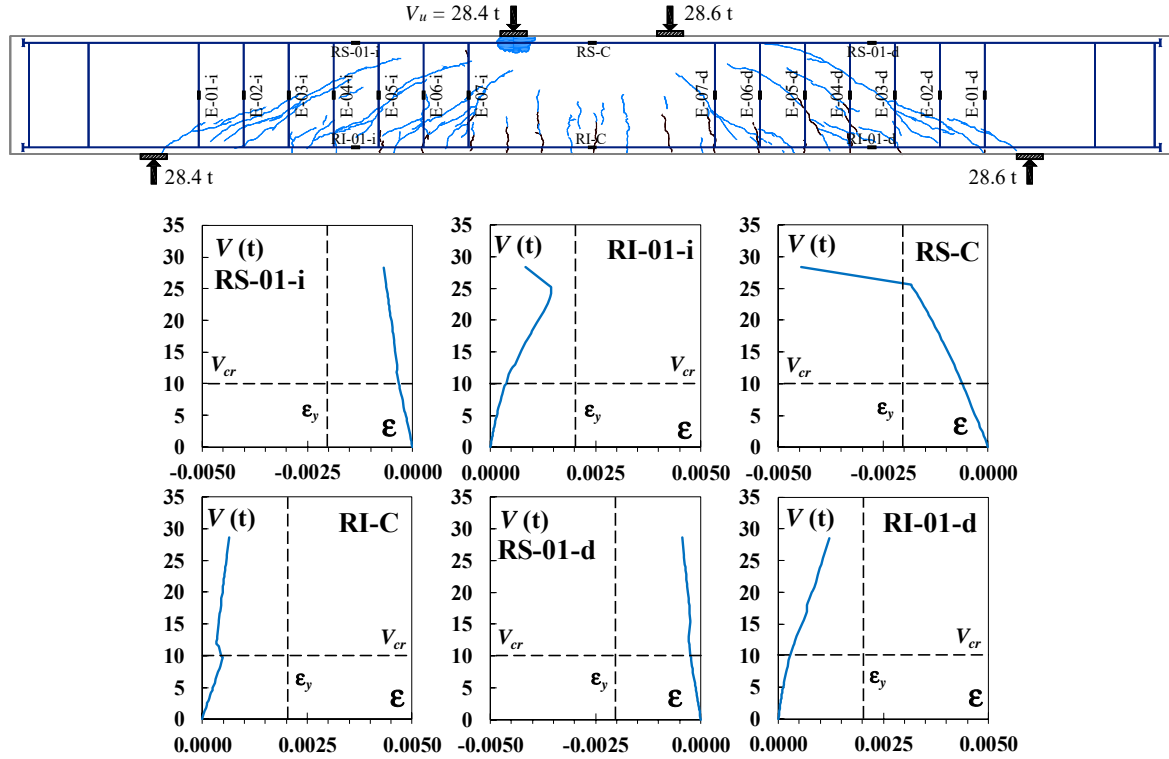 V_u = 28.4 t
28.6 t
RS-01-i
RS-C
RS-01-d
E-01-i
E-02-i
E-03-i
E-04-i
E-05-i
E-06-i
E-07-i
E-07-d
E-06-d
E-05-d
E-04-d
E-03-d
E-02-d
E-01-d
RI-01-i
RI-C
RI-01-d
28.4 t
28.6 t
35
30
25
20
15
10
5
0
V (t)
RS-01-i
V_cr
ε_y
ε
-0.0050
-0.0025
0.0000
35
30
25
20
15
10
5
0
V (t)
RI-01-i
V_cr
ε_y
ε
0.0000
0.0025
0.0050
35
30
25
20
15
10
5
0
V (t)
RS-C
V_cr
ε_y
ε
-0.0050
-0.0025
0.0000
35
30
25
20
15
10
5
0
V (t)
RI-C
V_cr
ε_y
ε
0.0000
0.0025
0.0050
35
30
25
20
15
10
5
0
V (t)
RS-01-d
V_cr
ε_y
ε
-0.0050
-0.0025
0.0000
35
30
25
20
15
10
5
0
V (t)
RI-01-d
V_cr
ε_y
ε
0.0000
0.0025
0.0050